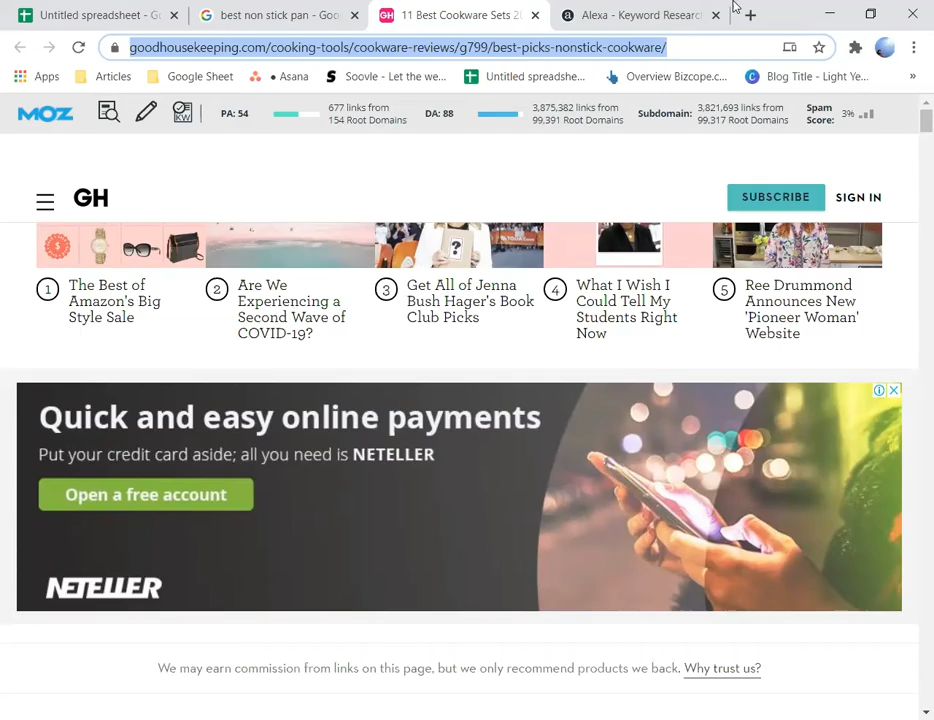 Untitled spreadsheet - G
best non stick pan - Goo
GH
11 Best Cookware Sets 2
a
Alexa - Keyword Researc
goodhousekeeping.com/cooking-tools/cookware-reviews/g799/best-picks-nonstick-cookware/
Apps
Articles
Google Sheet
Asana
Soovle - Let the we...
Untitled spreadshe...
Overview Bizcope.c...
Blog Title - Light Ye...
»
MOZ
KW
PA: 54
677 links from
154 Root Domains
DA: 88
3,875,382 links from
99,391 Root Domains
Subdomain:
3,821,693 links from
99,317 Root Domains
Spam
Score:
3%
GH
SUBSCRIBE
SIGN IN
$
?
1
The Best of
Amazon's Big
Style Sale
2
Are We
Experiencing a
Second Wave of
COVID-19?
3
Get All of Jenna
Bush Hager's Book
Club Picks
4
What I Wish I
Could Tell My
Students Right
Now
5
Ree Drummond
Announces New
'Pioneer Woman'
Website
Quick and easy online payments
Put your credit card aside; all you need is NETELLER
Open a free account
NETELLER
We may earn commission from links on this page, but we only recommend products we back. Why trust us?